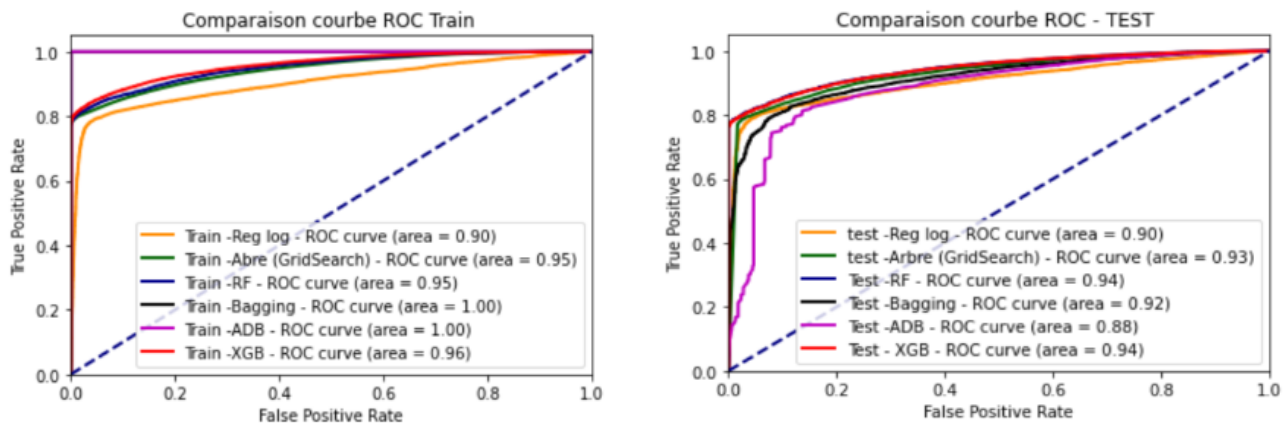 Comparaison courbe ROC Train
True Positive Rate
1.0
0.8
0.6
0.4
0.2
0.0
Train -Reg log - ROC curve (area = 0.90)
Train -Abre (GridSearch) - ROC curve (area = 0.95)
Train -RF - ROC curve (area = 0.95)
Train -Bagging - ROC curve (area = 1.00)
Train -ADB - ROC curve (area = 1.00)
Train -XGB - ROC curve (area = 0.96)
0.0 0.2 0.4 0.6 0.8 1.0
False Positive Rate
Comparaison courbe ROC - TEST
True Positive Rate
1.0
0.8
0.6
0.4
0.2
0.0
test -Reg log - ROC curve (area = 0.90)
test -Arbre (GridSearch) - ROC curve (area = 0.93)
Test -RF - ROC curve (area = 0.94)
Test -Bagging - ROC curve (area = 0.92)
Test -ADB - ROC curve (area = 0.88)
Test - XGB - ROC curve (area = 0.94)
0.0 0.2 0.4 0.6 0.8 1.0
False Positive Rate